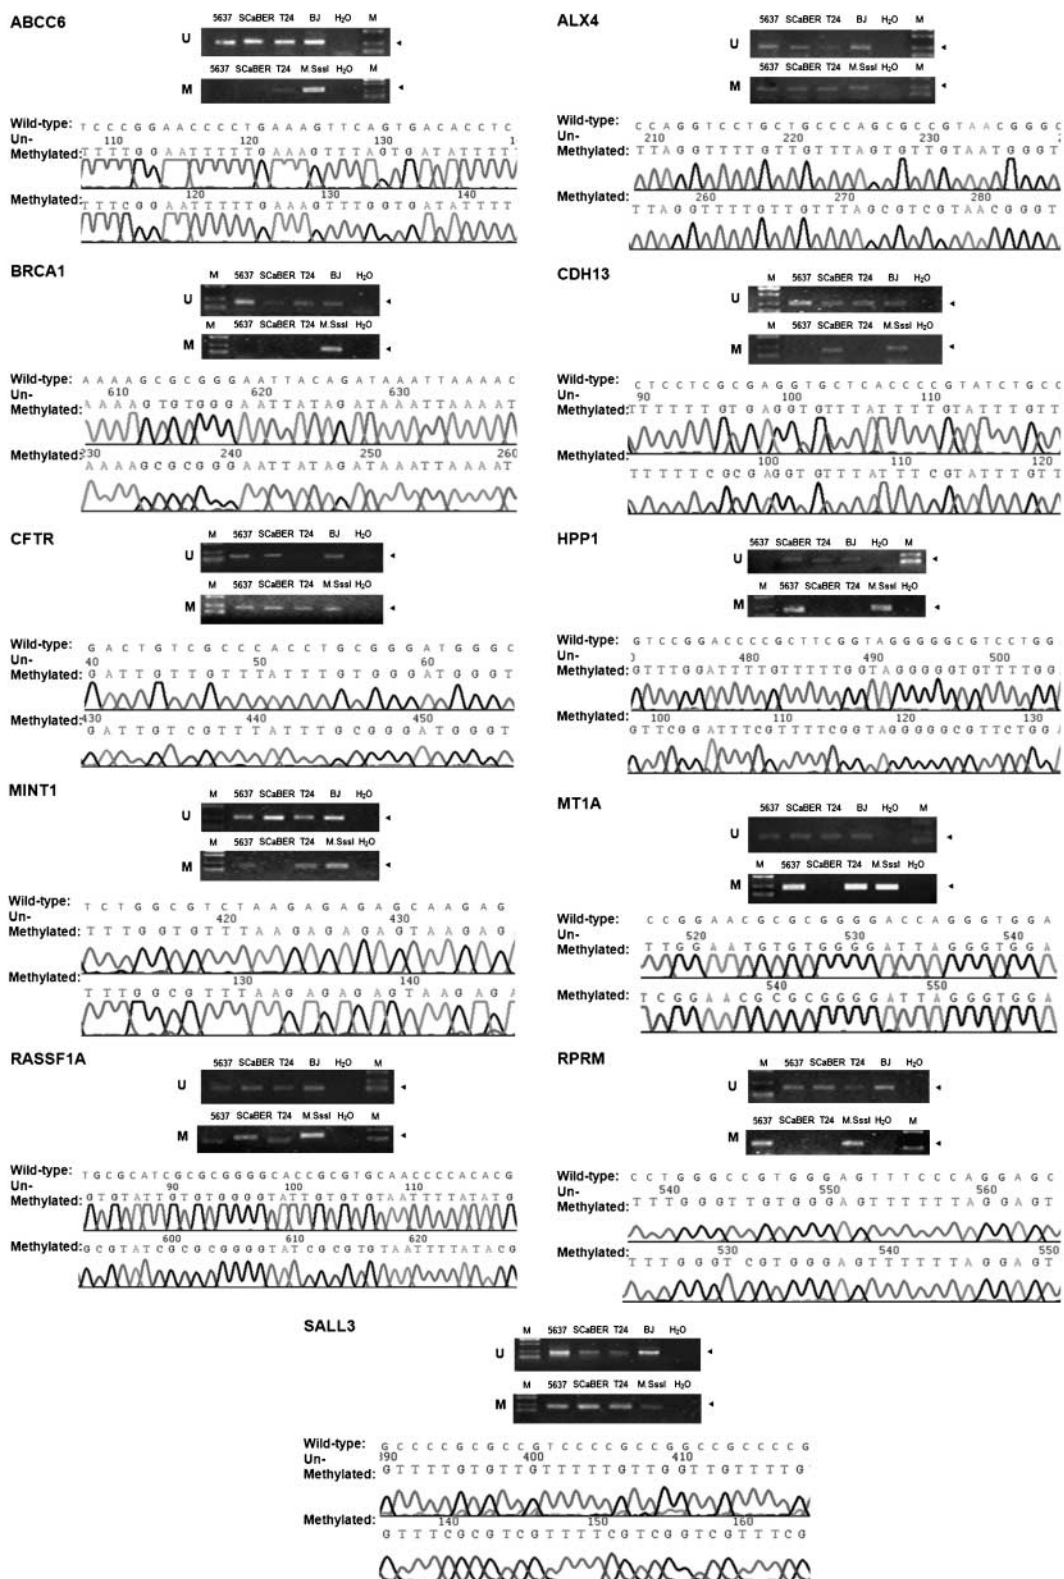 ABCC6
5637 SCaBER T24 BJ H₂O M
U
5637 SCaBER T24 M.SssI H₂O M
M
Wild-type: T C C C G G A A C C C C T G A A A G T T C A G T G A C A C C T C
Un-
110 120 130
Methylated: T T T T G G A A T T T T T G A A A G T T T A G T G A T A T T T T
120 130 140
Methylated: T T T C G G A A T T T T T G A A A G T T T G G T G A T A T T T T
ALX4
5637 SCaBER T24 BJ H₂O M
U
5637 SCaBER T24 M.SssI H₂O M
M
Wild-type: C C A G G T C C T G C T G C C C A G C G C C G T A A C G G G C
Un-
210 220 230
Methylated: T T A G G T T T T G T T G T T T A G T G T T G T A A T G G G T
260 270 280
Methylated: T T A G G T T T T G T T G T T T A G C G T C G T A A C G G G T
BRCA1
M 5637 SCaBER T24 BJ H₂O
U
M 5637 SCaBER T24 M.SssI H₂O
M
Wild-type: A A A A G C G C G G G A A T T A C A G A T A A A T T A A A A C
Un-
610 620 630
Methylated: A A A A G T G T G G G A A T T A T A G A T A A A T T A A A A T
230 240 250 260
Methylated: A A A A G C G C G G G A A T T A T A G A T A A A T T A A A A T
CDH13
M 5637 SCaBER T24 BJ H₂O
U
M 5637 SCaBER T24 M.SssI H₂O
M
Wild-type: C T C C T C G C G A G G T G C T C A C C C C G T A T C T G C C
Un-
90 100 110 120
Methylated: T T T T T T G T G A G G T G T T T A T T T T G T A T T T G T T
100 110 120
Methylated: T T T T T C G C G A G G T G T T T A T T T C G T A T T T G T T
CFTR
M 5637 SCaBER T24 BJ H₂O
U
M 5637 SCaBER T24 M.SssI H₂O
M
Wild-type: G A C T G T C G C C C A C C T G C G G G A T G G G C
Un-
40 50 60
Methylated: G A T T G T T G T T T A T T T G T G G G A T G G G T
430 440 450
Methylated: G A T T G T C G T T T A T T T G C G G G A T G G G T
HPP1
5637 SCaBER T24 BJ H₂O M
U
M 5637 SCaBER T24 M.SssI H₂O
M
Wild-type: G T C C G G A C C C C G C T T C G G T A G G G G G C G T C C T G G
Un-
480 490 500
Methylated: G T T T G G A T T T T G T T T T T G G T A G G G G G T G T T T T G G
100 110 120 130
Methylated: G T T C G G A T T T C G T T T T C G G T A G G G G G C G T T C T G G
MINT1
M 5637 SCaBER T24 BJ H₂O
U
M 5637 SCaBER T24 M.SssI H₂O
M
Wild-type: T C T G G C G T C T A A G A G A G A G C A A G A G
Un-
420 430
Methylated: T T T G G T G T T T A A G A G A G A G T A A G A G
130 140
Methylated: T T T G G C G T T T A A G A G A G A G T A A G A G A
MT1A
5637 SCaBER T24 BJ H₂O M
U
M 5637 SCaBER T24 M.SssI H₂O
M
Wild-type: C C G G A A C G C G C G G G G A C C A G G G T G G A
Un-
520 530 540
Methylated: T T G G A A T G T G T G G G G A T T A G G G T G G A
540 550
Methylated: T C G G A A C G C G C G G G G A T T A G G G T G G A
RASSF1A
5637 SCaBER T24 BJ H₂O M
U
5637 SCaBER T24 M.SssI H₂O M
M
Wild-type: T G C G C A T C G C G C G G G G C A C C G C G T G C A A C C C C A C A C G
Un-
90 100 110
Methylated: G T G T A T T G T G T G G G G T A T T G T G T G T A A T T T T A T A T G
600 610 620
Methylated: G C G T A T C G C G C G G G G T A T C G C G T G T A A T T T T A T A C G
RPRM
M 5637 SCaBER T24 BJ H₂O
U
5637 SCaBER T24 M.SssI H₂O M
M
Wild-type: C C T G G G C C G T G G G A G T T T C C C A G G A G C
Un-
540 550 560
Methylated: T T T G G G T T G T G G G A G T T T T T T A G G A G T
530 540 550
Methylated: T T T G G G T C G T G G G A G T T T T T T A G G A G T
SALL3
M 5637 SCaBER T24 BJ H₂O
U
M 5637 SCaBER T24 M.SssI H₂O
M
Wild-type: G C C C C G C G C C G T C C C C G C C G G C C G C C C C G
Un-
390 400 410
Methylated: G T T T T G T G T T G T T T T T G T T G G T T G T T T T G
140 150 160
Methylated: G T T T C G C G T C G T T T T C G T C G G T C G T T T C G